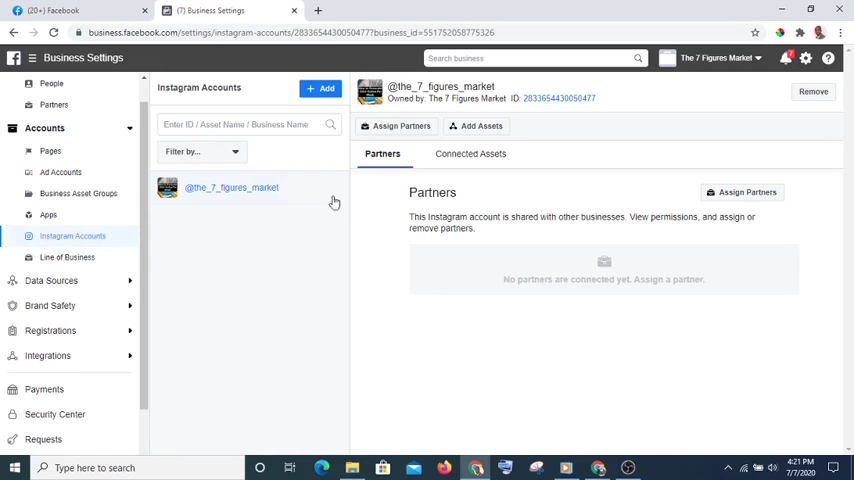 (20+) Facebook
(7) Business Settings
business.facebook.com/settings/instagram-accounts/2833654430050477?business_id=551752058775326
Business Settings
Search business
The 7 Figures Market
7
People
Partners
Accounts
Pages
Ad Accounts
Business Asset Groups
Apps
Instagram Accounts
Line of Business
Data Sources
Brand Safety
Registrations
Integrations
Payments
Security Center
Requests
Instagram Accounts
+ Add
Enter ID / Asset Name / Business Name
Filter by...
@the_7_figures_market
@the_7_figures_market
Owned by: The 7 Figures Market ID: 2833654430050477
Remove
Assign Partners
Add Assets
Partners
Connected Assets
Partners
Assign Partners
This Instagram account is shared with other businesses. View permissions, and assign or
remove partners.
No partners are connected yet. Assign a partner.
Type here to search
4:21 PM
7/7/2020